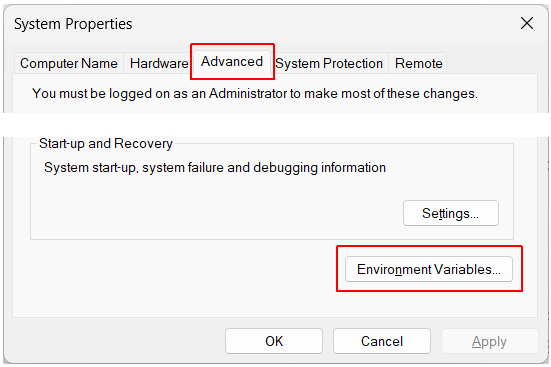 System Properties
Computer Name Hardware Advanced System Protection Remote
You must be logged on as an Administrator to make most of these changes.
Start-up and Recovery
System start-up, system failure and debugging information
Settings...
Environment Variables...
OK Cancel Apply